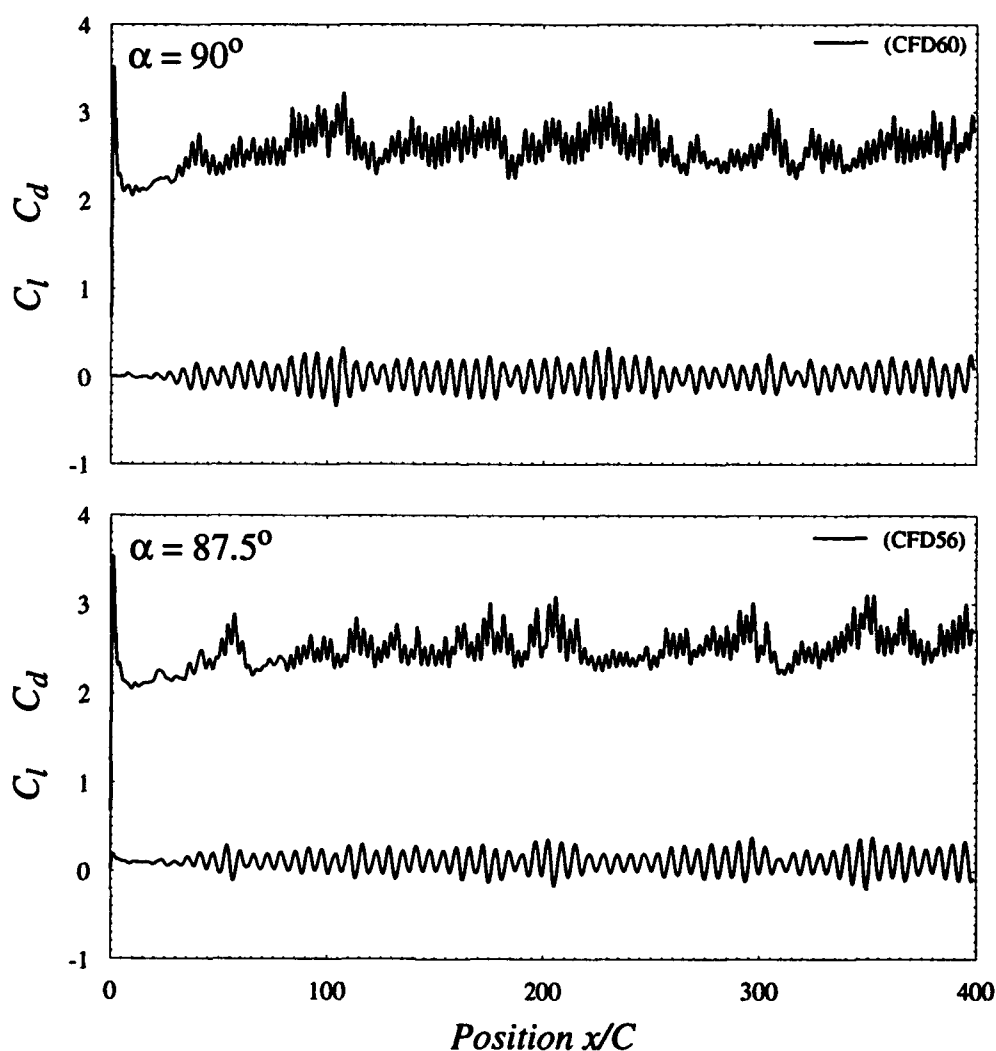 4
α = 90°
(CFD60)
3
C_d
2
C_l
1
0
-1
4
α = 87.5°
(CFD56)
3
C_d
2
C_l
1
0
-1
0 100 200 300 400
Position x/C